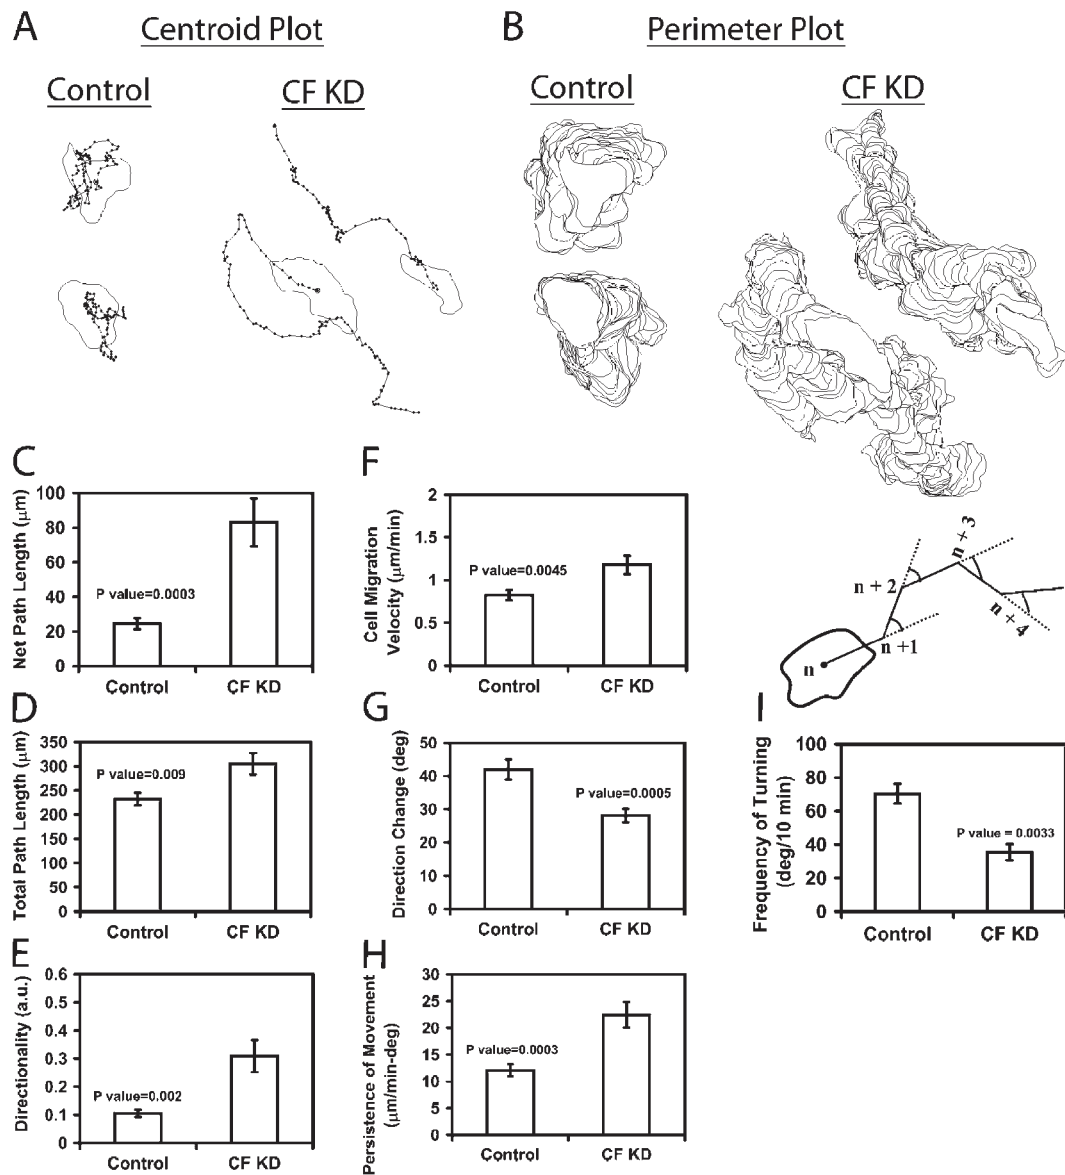 A Centroid Plot
Control CF KD
B Perimeter Plot
Control CF KD
C
Net Path Length (μm)
100
80
60
40
20
0
P value=0.0003
Control CF KD
D
Total Path Length (μm)
350
300
250
200
150
100
50
0
P value=0.009
Control CF KD
E
Directionality (a.u.)
0.6
0.5
0.4
0.3
0.2
0.1
0
P value=0.002
Control CF KD
F
Cell Migration
Velocity (μm/min)
2
1.5
1
0.5
0
P value=0.0045
Control CF KD
G
Direction Change (deg)
50
40
30
20
10
0
P value=0.0005
Control CF KD
H
Persistence of Movement
(μm/min-deg)
30
25
20
15
10
5
0
P value=0.0003
Control CF KD
n
n +1
n + 2
n + 3
n + 4
I
Frequency of Turning
(deg/10 min)
100
80
60
40
20
0
P value = 0.0033
Control CF KD